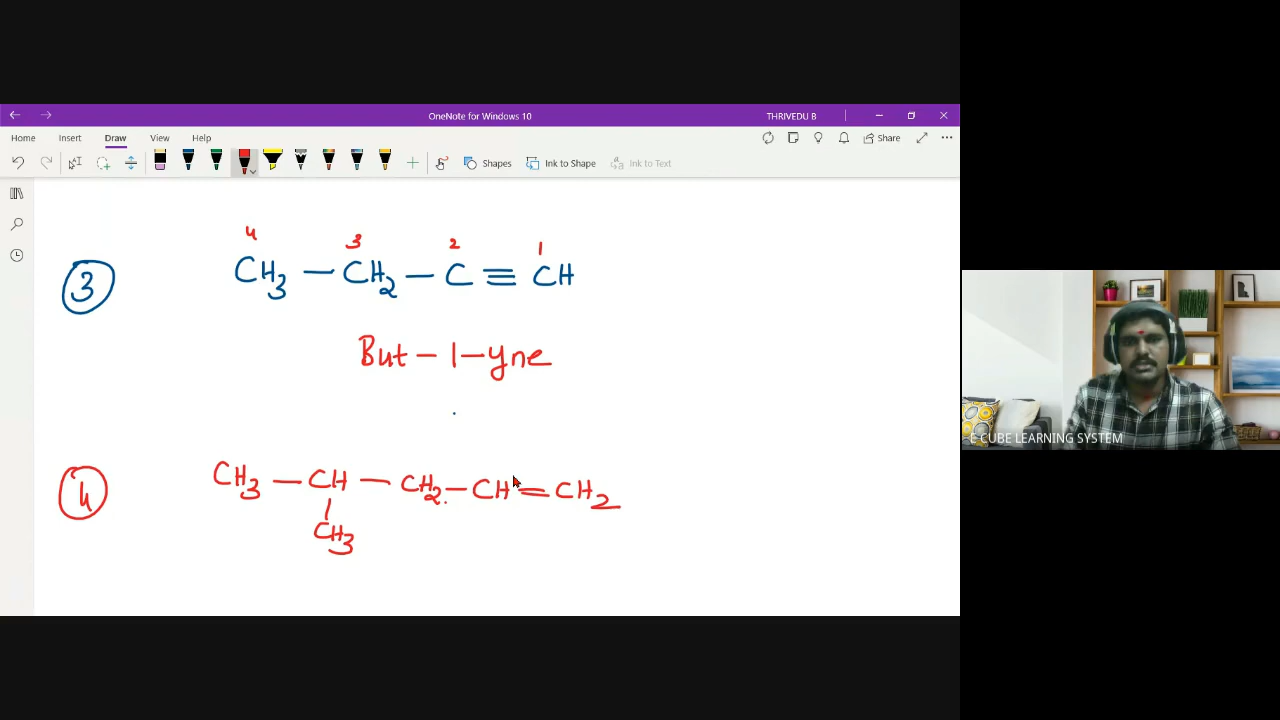 OneNote for Windows 10
THRIVEDU B
Home Insert Draw View Help
Share
Shapes Ink to Shape Ink to Text
4 3 2 1
3 CH3 — CH2 — C ≡ CH
But — 1 — yne
4 CH3 — CH — CH2 — CH = CH2
CH3
E CUBE LEARNING SYSTEM